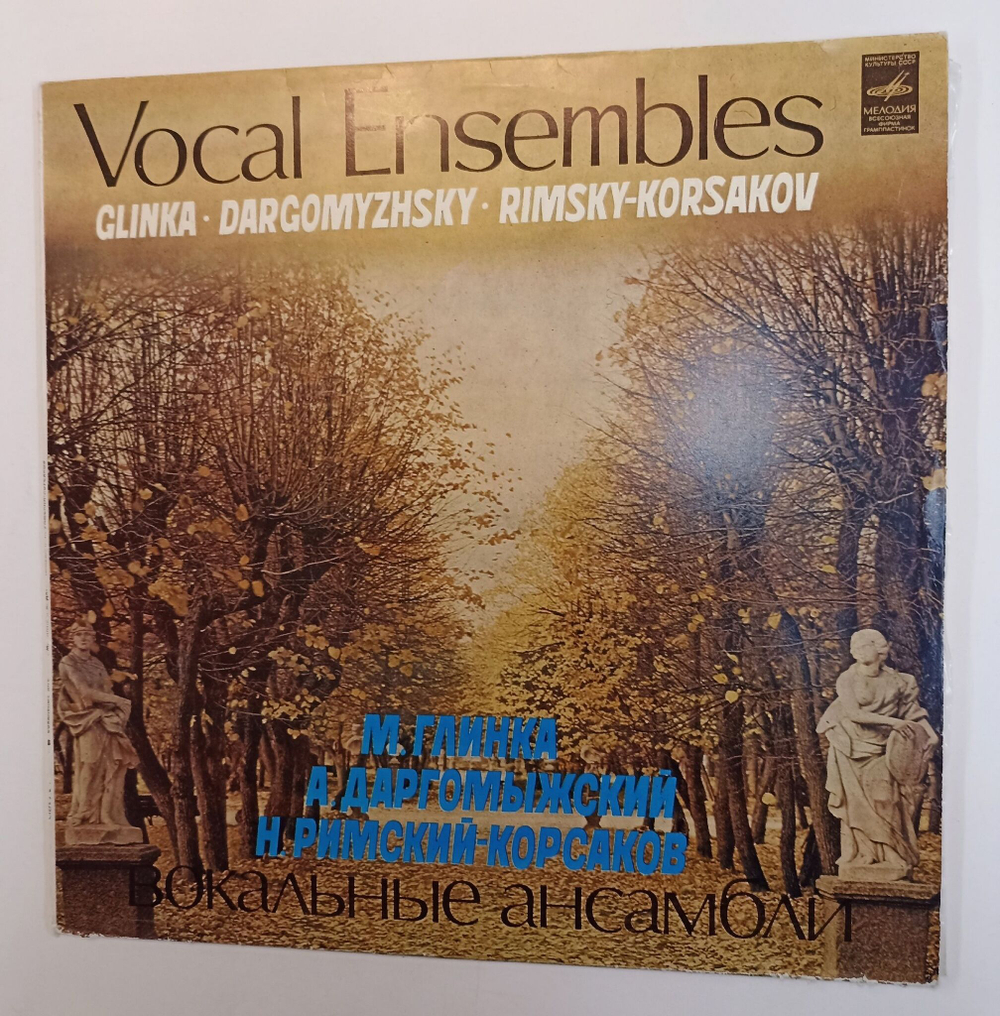 Vocal Ensembles
GLINKA · DARGOMYZHSKY · RIMSKY-KORSAKOV
МИНИСТЕРСТВО
КУЛЬТУРЫ СССР
МЕЛОДИЯ
ВСЕСОЮЗНАЯ
ФИРМА
ГРАМПЛАСТИНОК
М. ГЛИНКА
А. ДАРГОМЫЖСКИЙ
Н. РИМСКИЙ-КОРСАКОВ
вокальные ансамбли